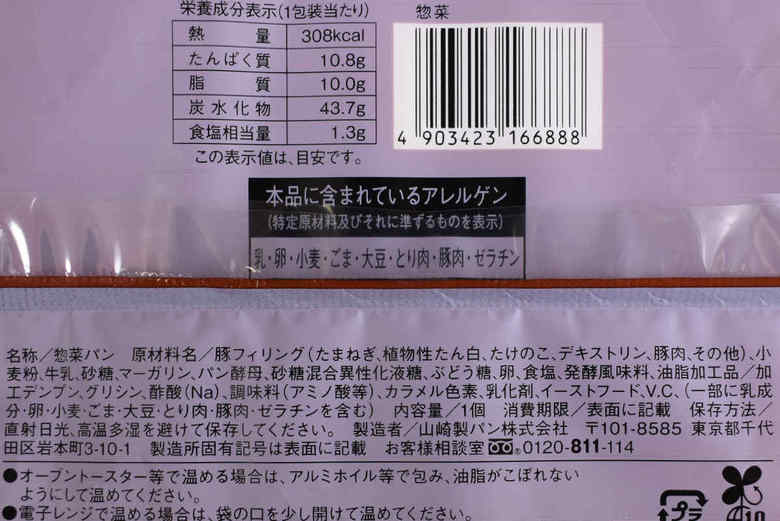 栄養成分表示(1包装当たり)
熱量 308kcal
たんぱく質 10.8g
脂質 10.0g
炭水化物 43.7g
食塩相当量 1.3g
この表示値は、目安です。
惣菜
4 903423 166888
本品に含まれているアレルゲン
(特定原材料及びそれに準ずるものを表示)
乳・卵・小麦・ごま・大豆・とり肉・豚肉・ゼラチン
名称/惣菜パン 原材料名/豚フィリング(たまねぎ、植物性たん白、たけのこ、デキストリン、豚肉、その他)、小
麦粉、牛乳、砂糖、マーガリン、パン酵母、砂糖混合異性化液糖、ぶどう糖、卵、食塩、発酵風味料、油脂加工品/加
工デンプン、グリシン、酢酸(Na)、調味料(アミノ酸等)、カラメル色素、乳化剤、イーストフード、V.C、(一部に乳成
分・卵・小麦・ごま・大豆・とり肉・豚肉・ゼラチンを含む) 内容量/1個 消費期限/表面に記載 保存方法/
直射日光、高温多湿を避けて保存してください。 製造者/山崎製パン株式会社 〒101-8585 東京都千代
田区岩本町3-10-1 製造所固有記号は表面に記載 お客様相談室 0120-811-114
●オーブントースター等で温める場合は、アルミホイル等で包み、油脂がこぼれない
ようにして温めてください。
●電子レンジで温める場合は、袋の口を少し開けて温めてください。
プラ
10